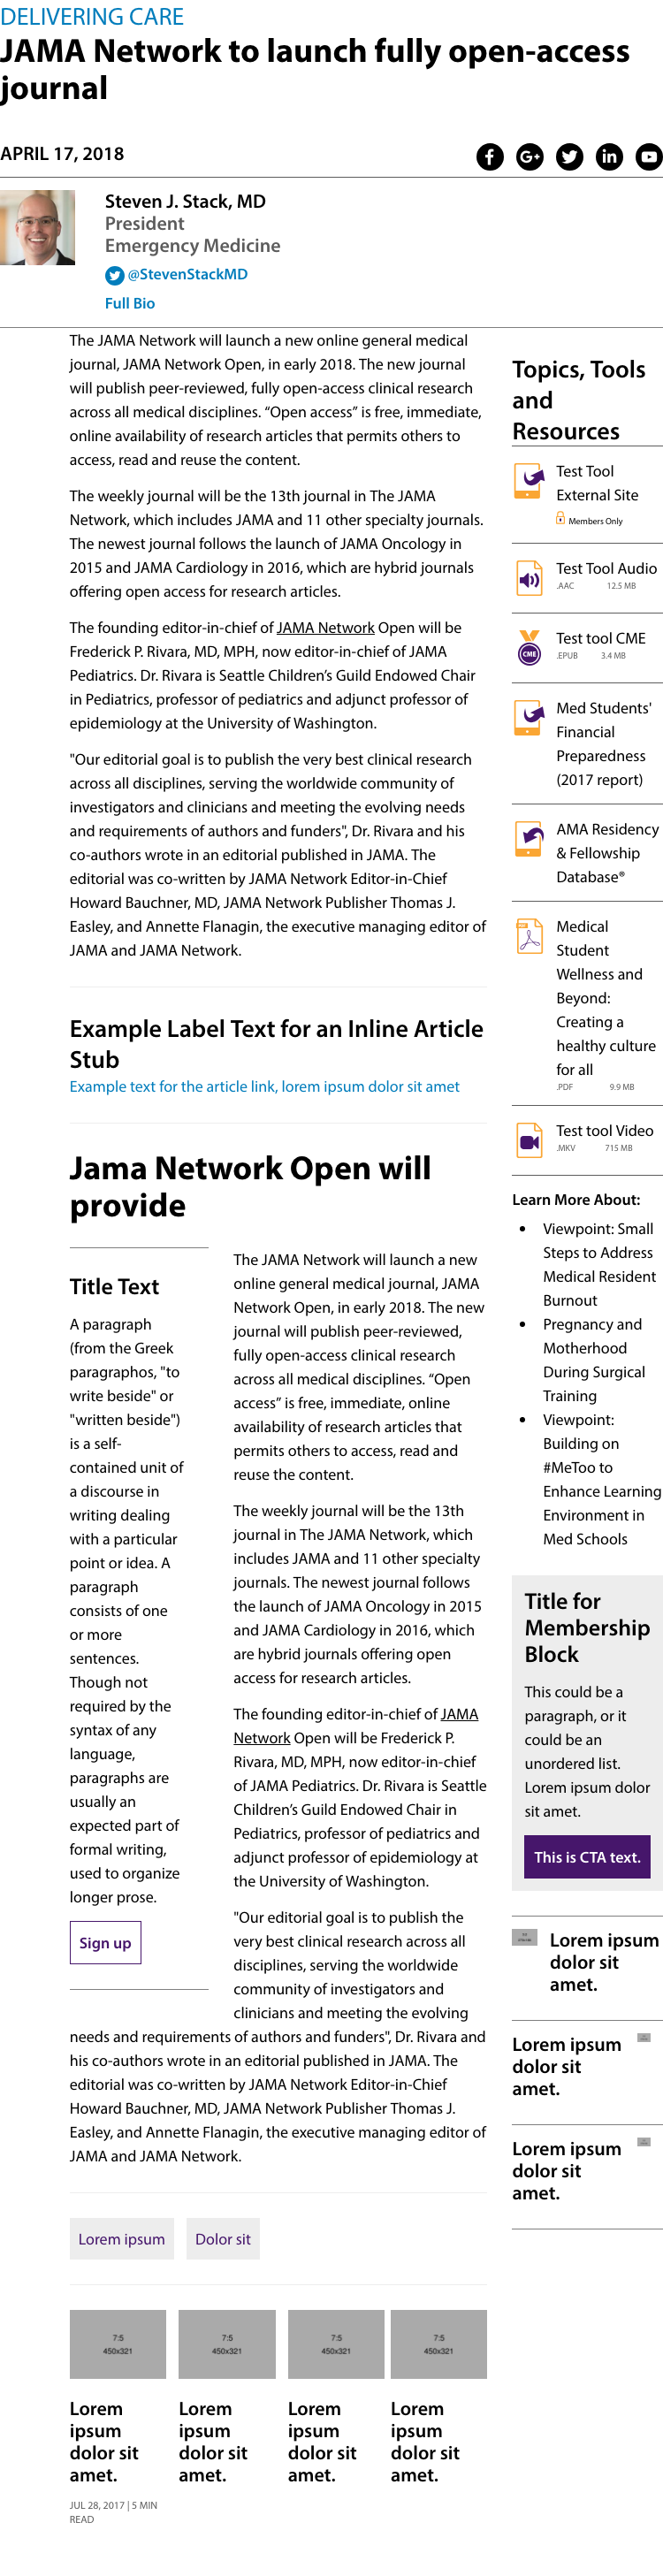 DELIVERING CARE
JAMA Network to launch fully open-access
journal
APRIL 17, 2018
Steven J. Stack, MD
President
Emergency Medicine
@StevenStackMD
Full Bio
The JAMA Network will launch a new online general medical
journal, JAMA Network Open, in early 2018. The new journal
will publish peer-reviewed, fully open-access clinical research
across all medical disciplines. “Open access” is free, immediate,
online availability of research articles that permits others to
access, read and reuse the content.
The weekly journal will be the 13th journal in The JAMA
Network, which includes JAMA and 11 other specialty journals.
The newest journal follows the launch of JAMA Oncology in
2015 and JAMA Cardiology in 2016, which are hybrid journals
offering open access for research articles.
The founding editor-in-chief of JAMA Network Open will be
Frederick P. Rivara, MD, MPH, now editor-in-chief of JAMA
Pediatrics. Dr. Rivara is Seattle Children’s Guild Endowed Chair
in Pediatrics, professor of pediatrics and adjunct professor of
epidemiology at the University of Washington.
"Our editorial goal is to publish the very best clinical research
across all disciplines, serving the worldwide community of
investigators and clinicians and meeting the evolving needs
and requirements of authors and funders", Dr. Rivara and his
co-authors wrote in an editorial published in JAMA. The
editorial was co-written by JAMA Network Editor-in-Chief
Howard Bauchner, MD, JAMA Network Publisher Thomas J.
Easley, and Annette Flanagin, the executive managing editor of
JAMA and JAMA Network.
Example Label Text for an Inline Article
Stub
Example text for the article link, lorem ipsum dolor sit amet
Jama Network Open will
provide
Title Text
A paragraph
(from the Greek
paragraphos, "to
write beside" or
"written beside")
is a self-
contained unit of
a discourse in
writing dealing
with a particular
point or idea. A
paragraph
consists of one
or more
sentences.
Though not
required by the
syntax of any
language,
paragraphs are
usually an
expected part of
formal writing,
used to organize
longer prose.
Sign up
The JAMA Network will launch a new
online general medical journal, JAMA
Network Open, in early 2018. The new
journal will publish peer-reviewed,
fully open-access clinical research
across all medical disciplines. “Open
access” is free, immediate, online
availability of research articles that
permits others to access, read and
reuse the content.
The weekly journal will be the 13th
journal in The JAMA Network, which
includes JAMA and 11 other specialty
journals. The newest journal follows
the launch of JAMA Oncology in 2015
and JAMA Cardiology in 2016, which
are hybrid journals offering open
access for research articles.
The founding editor-in-chief of JAMA
Network Open will be Frederick P.
Rivara, MD, MPH, now editor-in-chief
of JAMA Pediatrics. Dr. Rivara is Seattle
Children’s Guild Endowed Chair in
Pediatrics, professor of pediatrics and
adjunct professor of epidemiology at
the University of Washington.
"Our editorial goal is to publish the
very best clinical research across all
disciplines, serving the worldwide
community of investigators and
clinicians and meeting the evolving
needs and requirements of authors and funders", Dr. Rivara and
his co-authors wrote in an editorial published in JAMA. The
editorial was co-written by JAMA Network Editor-in-Chief
Howard Bauchner, MD, JAMA Network Publisher Thomas J.
Easley, and Annette Flanagin, the executive managing editor of
JAMA and JAMA Network.
Lorem ipsum
Dolor sit
7:5
450x321
7:5
450x321
7:5
450x321
7:5
450x321
Lorem
ipsum
dolor sit
amet.
JUL 28, 2017 | 5 MIN
READ
Lorem
ipsum
dolor sit
amet.
Lorem
ipsum
dolor sit
amet.
Lorem
ipsum
dolor sit
amet.
Topics, Tools
and
Resources
Test Tool
External Site
Members Only
Test Tool Audio
.AAC 12.5 MB
CME
Test tool CME
.EPUB 3.4 MB
Med Students'
Financial
Preparedness
(2017 report)
AMA Residency
& Fellowship
Database®
Medical
Student
Wellness and
Beyond:
Creating a
healthy culture
for all
.PDF 9.9 MB
Test tool Video
.MKV 715 MB
Learn More About:
Viewpoint: Small
Steps to Address
Medical Resident
Burnout
Pregnancy and
Motherhood
During Surgical
Training
Viewpoint:
Building on
#MeToo to
Enhance Learning
Environment in
Med Schools
Title for
Membership
Block
This could be a
paragraph, or it
could be an
unordered list.
Lorem ipsum dolor
sit amet.
This is CTA text.
Lorem ipsum
dolor sit
amet.
Lorem ipsum
dolor sit
amet.
Lorem ipsum
dolor sit
amet.